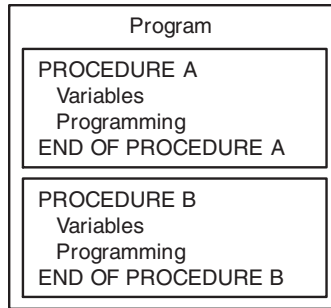 Program
PROCEDURE A
Variables
Programming
END OF PROCEDURE A
PROCEDURE B
Variables
Programming
END OF PROCEDURE B